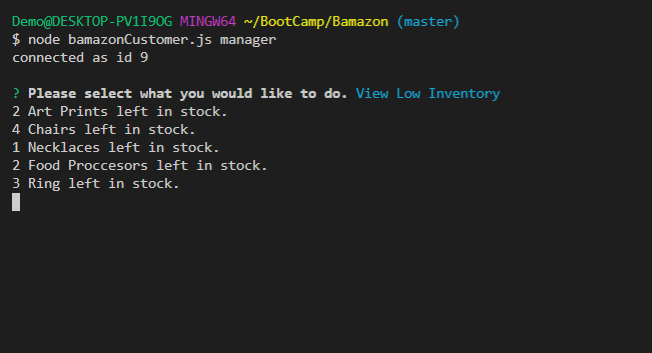 Demo@DESKTOP-PV1I9OG MINGW64 ~/BootCamp/Bamazon (master)
$ node bamazonCustomer.js manager
connected as id 9
? Please select what you would like to do. View Low Inventory
2 Art Prints left in stock.
4 Chairs left in stock.
1 Necklaces left in stock.
2 Food Proccesors left in stock.
3 Ring left in stock.